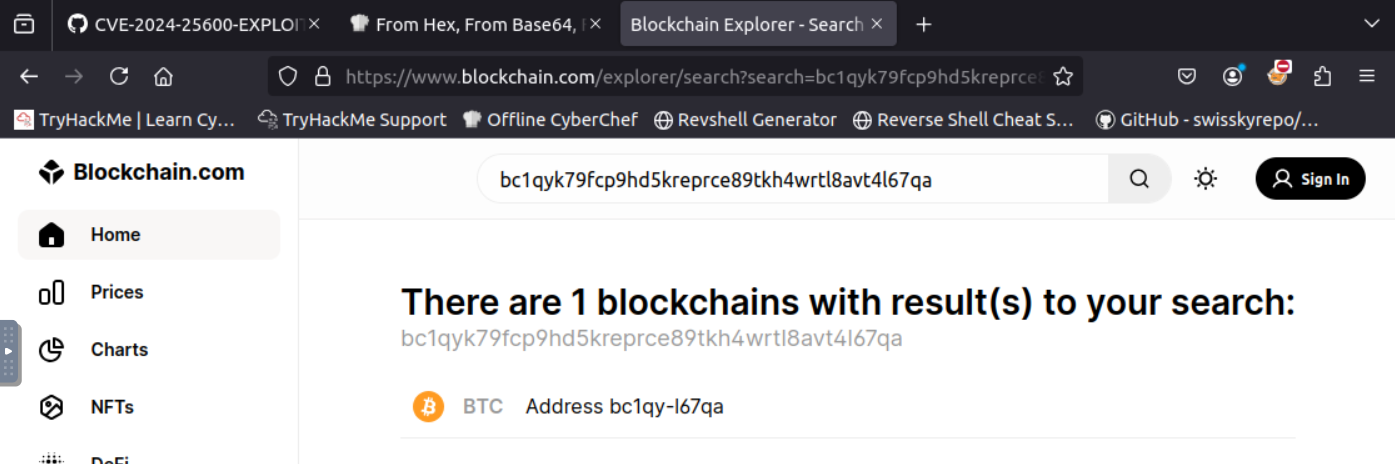 CVE-2024-25600-EXPLOI
From Hex, From Base64,
Blockchain Explorer - Search
https://www.blockchain.com/explorer/search?search=bc1qyk79fcp9hd5kreprce8
TryHackMe | Learn Cy…
TryHackMe Support
Offline CyberChef
Revshell Generator
Reverse Shell Cheat S…
GitHub - swisskyrepo/…
Blockchain.com
bc1qyk79fcp9hd5kreprce89tkh4wrtl8avt4l67qa
Sign In
Home
Prices
Charts
NFTs
DeFi
There are 1 blockchains with result(s) to your search:
bc1qyk79fcp9hd5kreprce89tkh4wrtl8avt4l67qa
BTC Address bc1qy-l67qa